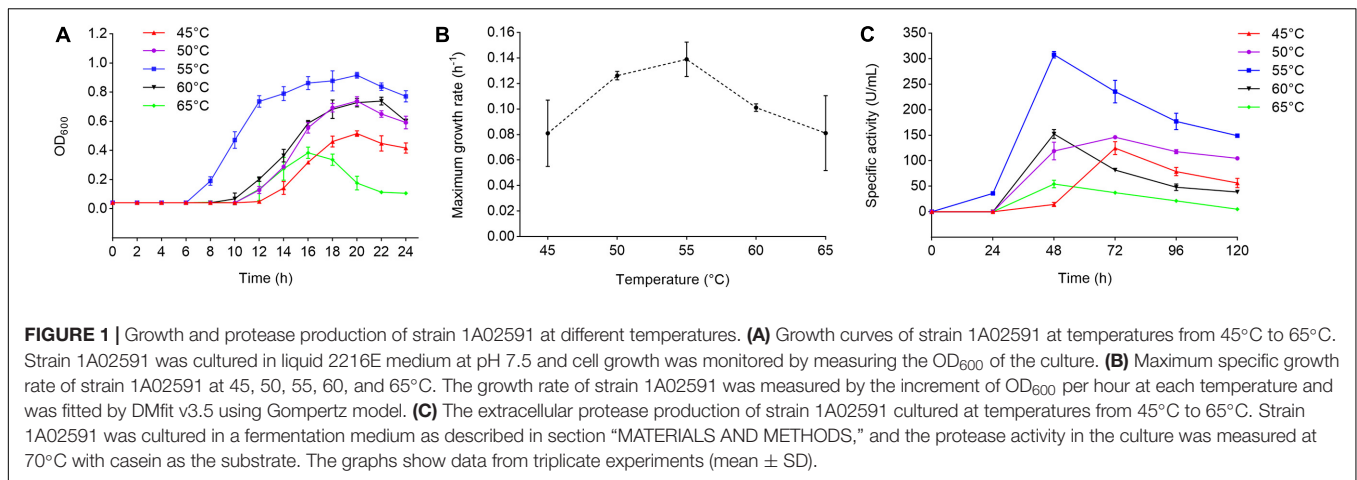 A
1.2
1.0
0.8
0.6
0.4
0.2
0.0
OD600
45°C
50°C
55°C
60°C
65°C
0 2 4 6 8 10 12 14 16 18 20 22 24
Time (h)
B
0.16
0.14
0.12
0.10
0.08
0.06
0.04
0.02
0.00
Maximum growth rate (h-1)
45 50 55 60 65
Temperature (°C)
C
350
300
250
200
150
100
50
0
Specific activity (U/mL)
45°C
50°C
55°C
60°C
65°C
0 24 48 72 96 120
Time (h)
FIGURE 1 | Growth and protease production of strain 1A02591 at different temperatures. (A) Growth curves of strain 1A02591 at temperatures from 45°C to 65°C.
Strain 1A02591 was cultured in liquid 2216E medium at pH 7.5 and cell growth was monitored by measuring the OD600 of the culture. (B) Maximum specific growth
rate of strain 1A02591 at 45, 50, 55, 60, and 65°C. The growth rate of strain 1A02591 was measured by the increment of OD600 per hour at each temperature and
was fitted by DMfit v3.5 using Gompertz model. (C) The extracellular protease production of strain 1A02591 cultured at temperatures from 45°C to 65°C. Strain
1A02591 was cultured in a fermentation medium as described in section “MATERIALS AND METHODS,” and the protease activity in the culture was measured at
70°C with casein as the substrate. The graphs show data from triplicate experiments (mean ± SD).